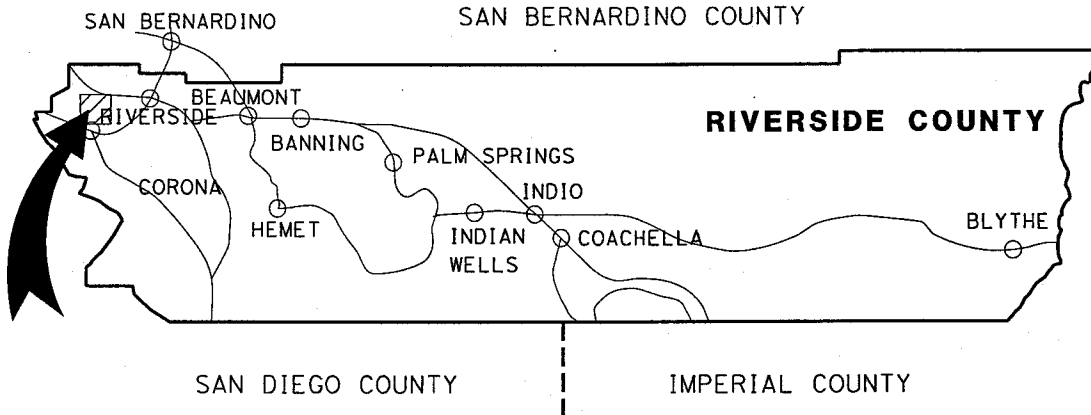 SAN BERNARDINO COUNTY
SAN BERNARDINO
BEAUMONT
RIVERSIDE
RIVERSIDE COUNTY
BANNING
PALM SPRINGS
CORONA
INDIO
HEMET
INDIAN
WELLS
COACHELLA
BLYTHE
SAN DIEGO COUNTY
IMPERIAL COUNTY